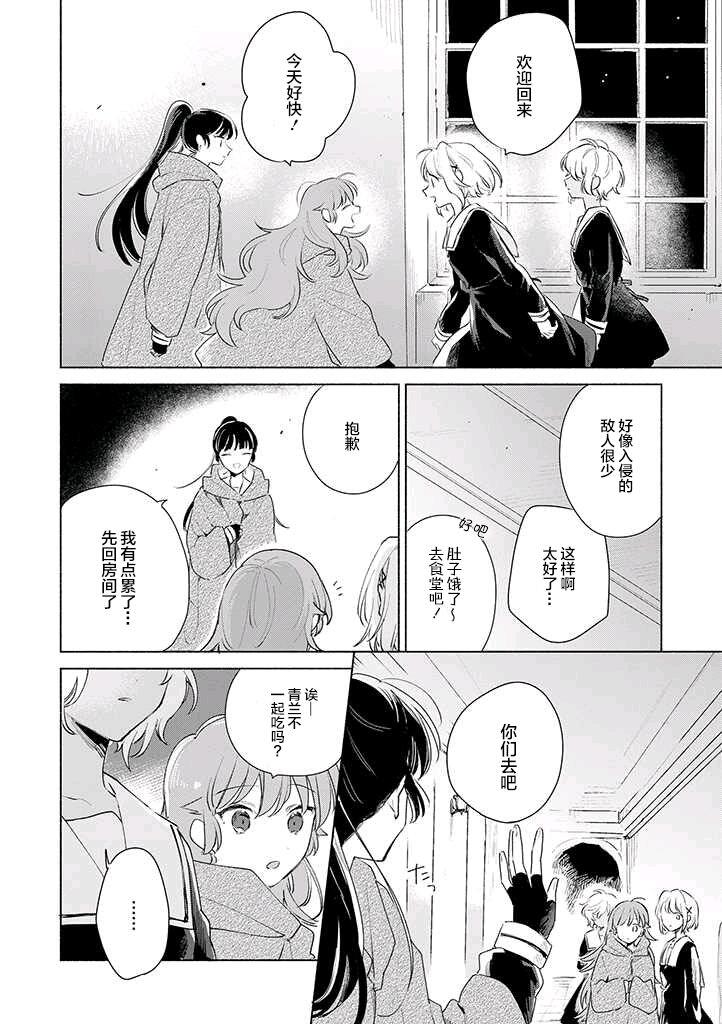 欢迎回来
今天好快！
好像入侵的
敌人很少
这样啊
太好了…
好吧
肚子饿了～
去食堂吧！
抱歉
我有点累了…
先回房间了
你们去吧
たっ
诶—
青兰不
一起吃吗？
……